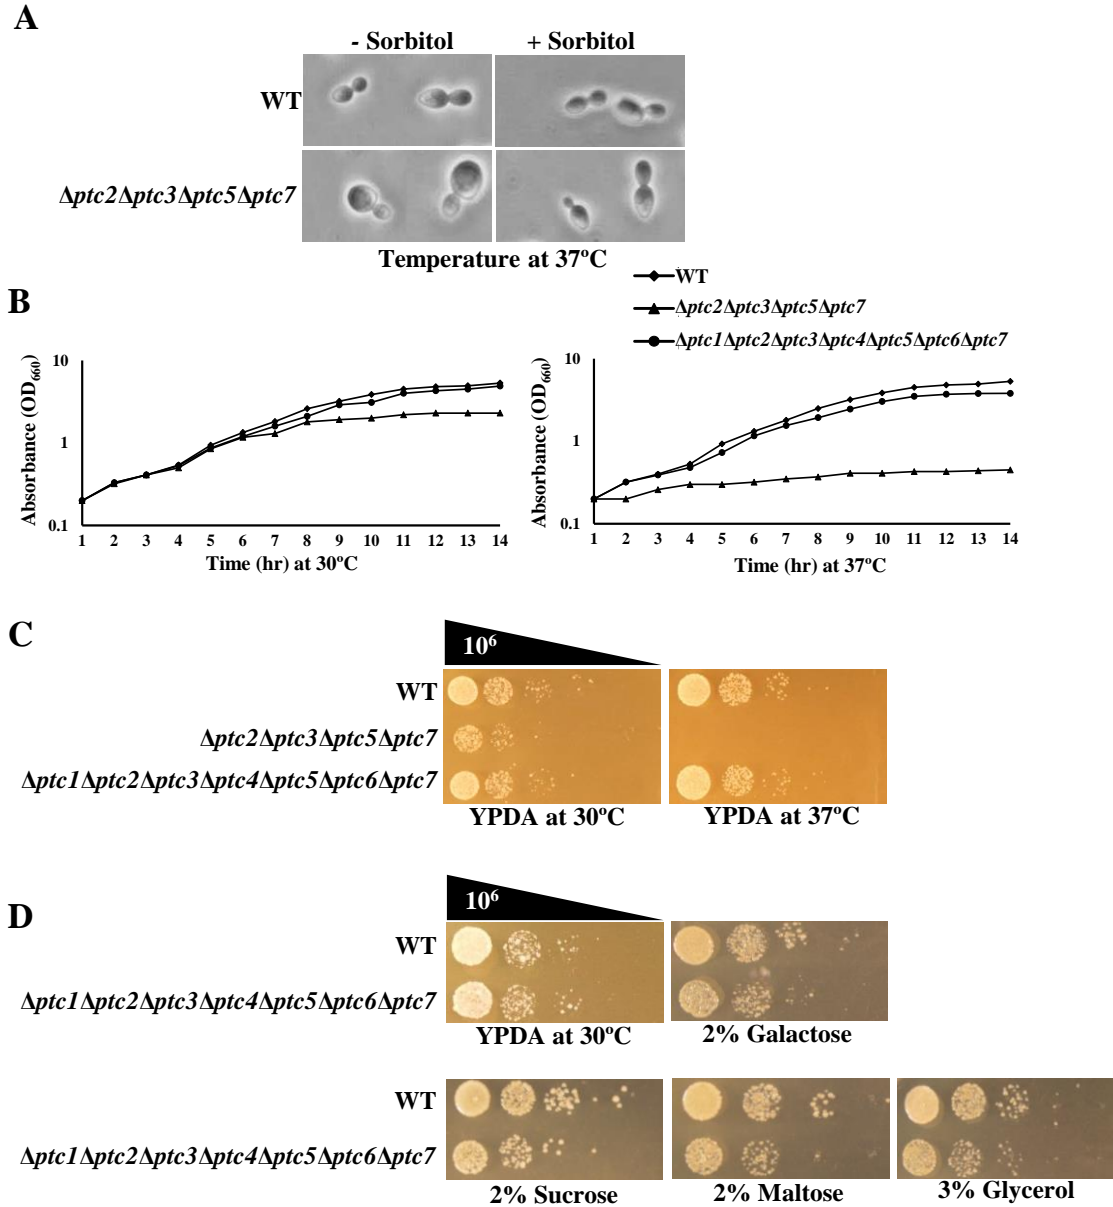 A
- Sorbitol + Sorbitol
WT
Δptc2Δptc3Δptc5Δptc7
Temperature at 37ºC
B
WT
Δptc2Δptc3Δptc5Δptc7
Δptc1Δptc2Δptc3Δptc4Δptc5Δptc6Δptc7
Absorbance (OD660)
10
1
0.1
1 2 3 4 5 6 7 8 9 10 11 12 13 14
Time (hr) at 30ºC
Absorbance (OD660)
10
1
0.1
1 2 3 4 5 6 7 8 9 10 11 12 13 14
Time (hr) at 37ºC
C
10⁶
WT
Δptc2Δptc3Δptc5Δptc7
Δptc1Δptc2Δptc3Δptc4Δptc5Δptc6Δptc7
YPDA at 30ºC YPDA at 37ºC
D
10⁶
WT
Δptc1Δptc2Δptc3Δptc4Δptc5Δptc6Δptc7
YPDA at 30ºC 2% Galactose
WT
Δptc1Δptc2Δptc3Δptc4Δptc5Δptc6Δptc7
2% Sucrose 2% Maltose 3% Glycerol